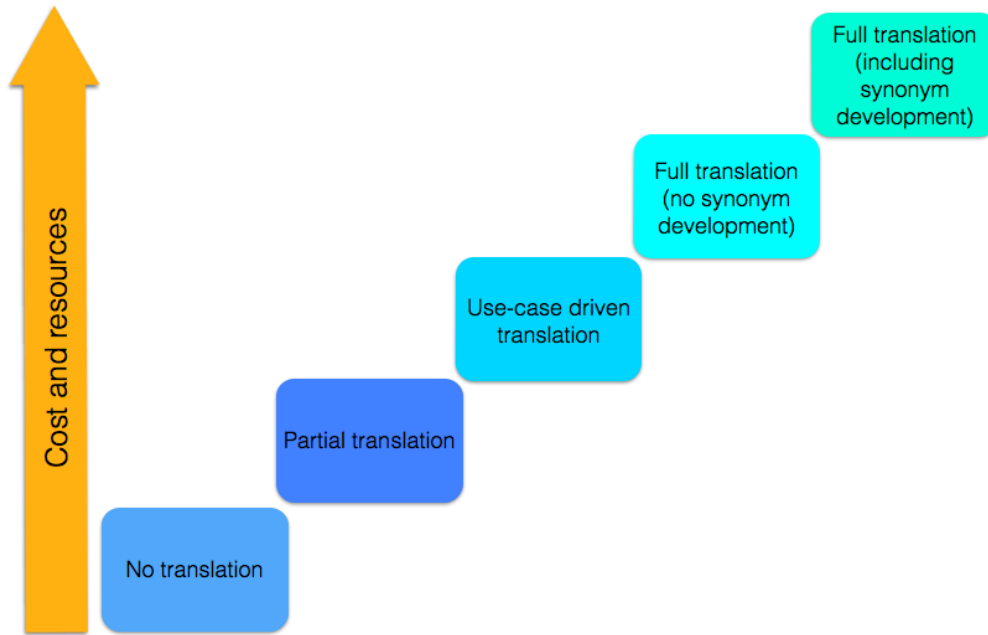 Full translation
(including
synonym
development)
Full translation
(no synonym
development)
Use-case driven
translation
Partial translation
No translation
Cost and resources